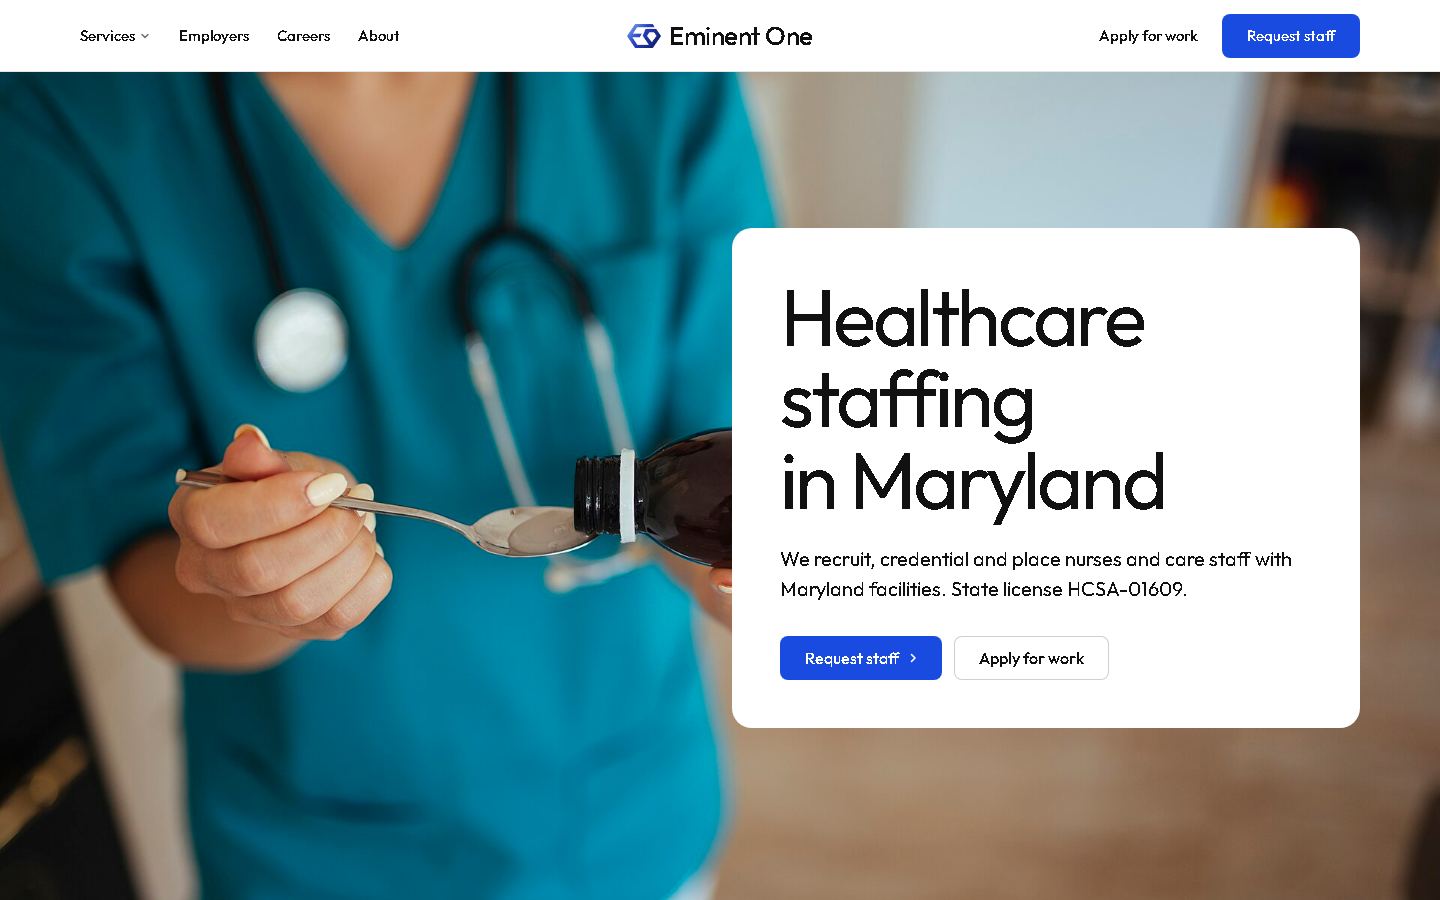 Services
Employers
Careers
About
Eminent One
Apply for work
Request staff
Healthcare
staffing
in Maryland
We recruit, credential and place nurses and care staff with
Maryland facilities. State license HCSA-01609.
Request staff
Apply for work